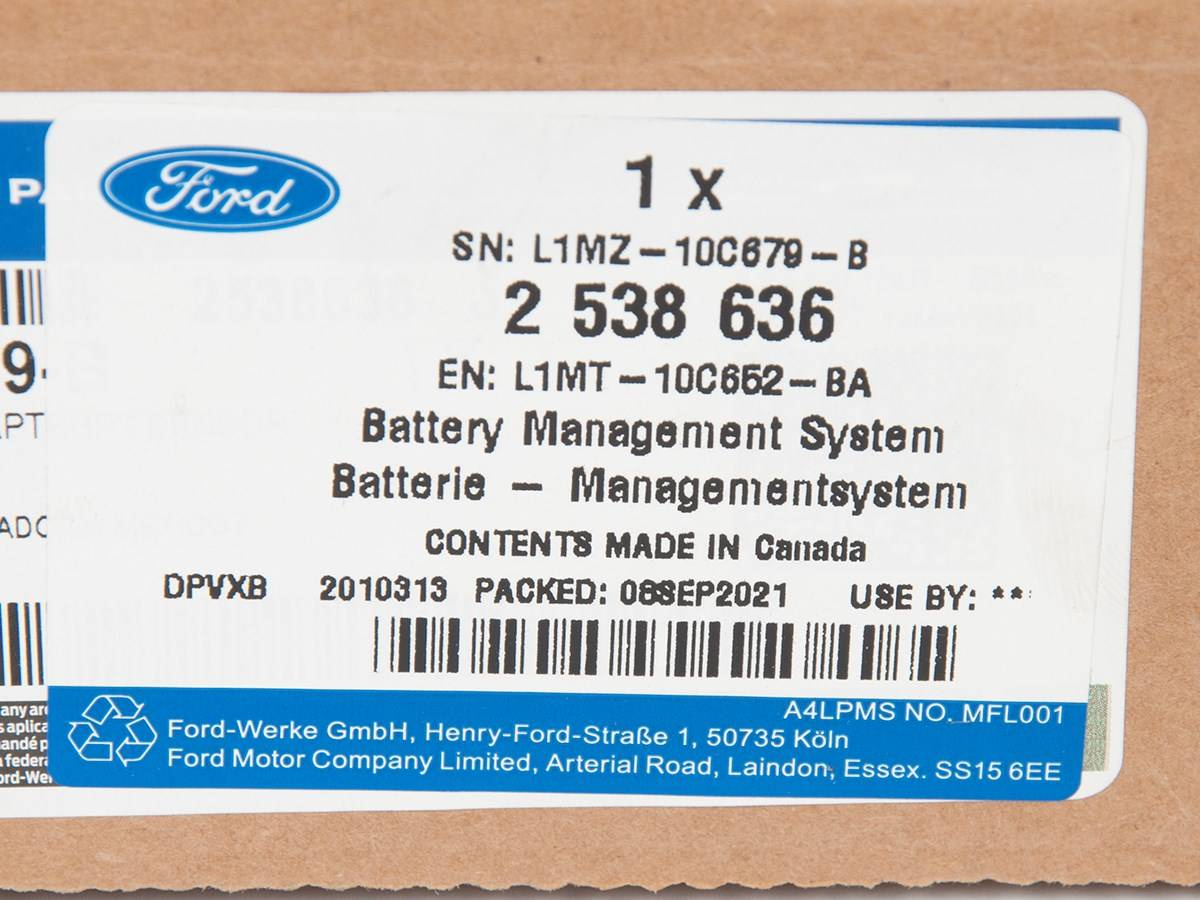 Ford
1 x
SN: L1MZ-10C679-B
2 538 636
EN: L1MT-10C652-BA
Battery Management System
Batterie - Managementsystem
CONTENTS MADE IN Canada
DPVXB 2010313 PACKED: 08SEP2021 USE BY: **
A4LPMS NO. MFL001
Ford-Werke GmbH, Henry-Ford-Straße 1, 50735 Köln
Ford Motor Company Limited, Arterial Road, Laindon, Essex. SS15 6EE